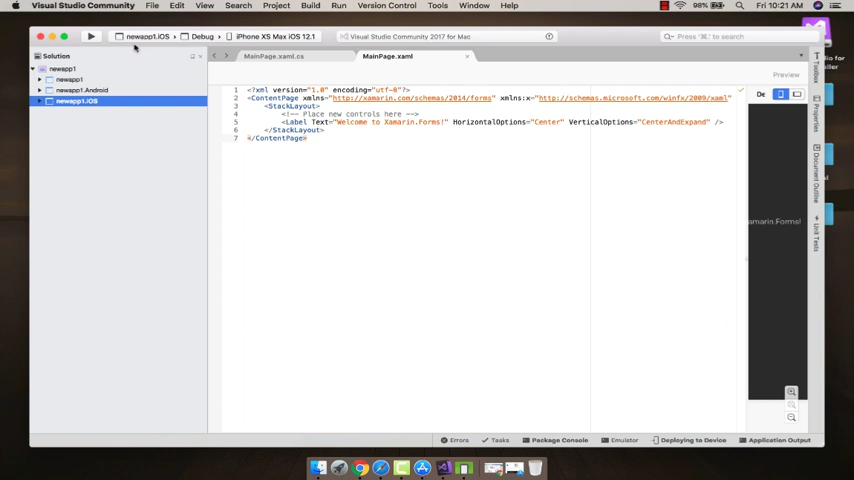 Visual Studio Community File Edit View Search Project Build Run Version Control Tools Window Help 98% Fri 10:21 AM
newapp1.iOS › Debug › iPhone XS Max iOS 12.1 Visual Studio Community 2017 for Mac Press '⌘.' to search
Solution
MainPage.xaml.cs MainPage.xaml
newapp1
newapp1
newapp1.Android
newapp1.iOS
Preview
1 <?xml version="1.0" encoding="utf-8"?>
2 <ContentPage xmlns="http://xamarin.com/schemas/2014/forms" xmlns:x="http://schemas.microsoft.com/winfx/2009/xaml"
3 <StackLayout>
4 <!-- Place new controls here -->
5 <Label Text="Welcome to Xamarin.Forms!" HorizontalOptions="Center" VerticalOptions="CenterAndExpand" />
6 </StackLayout>
7 </ContentPage>
amarin.Forms!
Toolbox
Properties
Document Outline
Unit Tests
Errors Tasks Package Console Emulator Deploying to Device Application Output